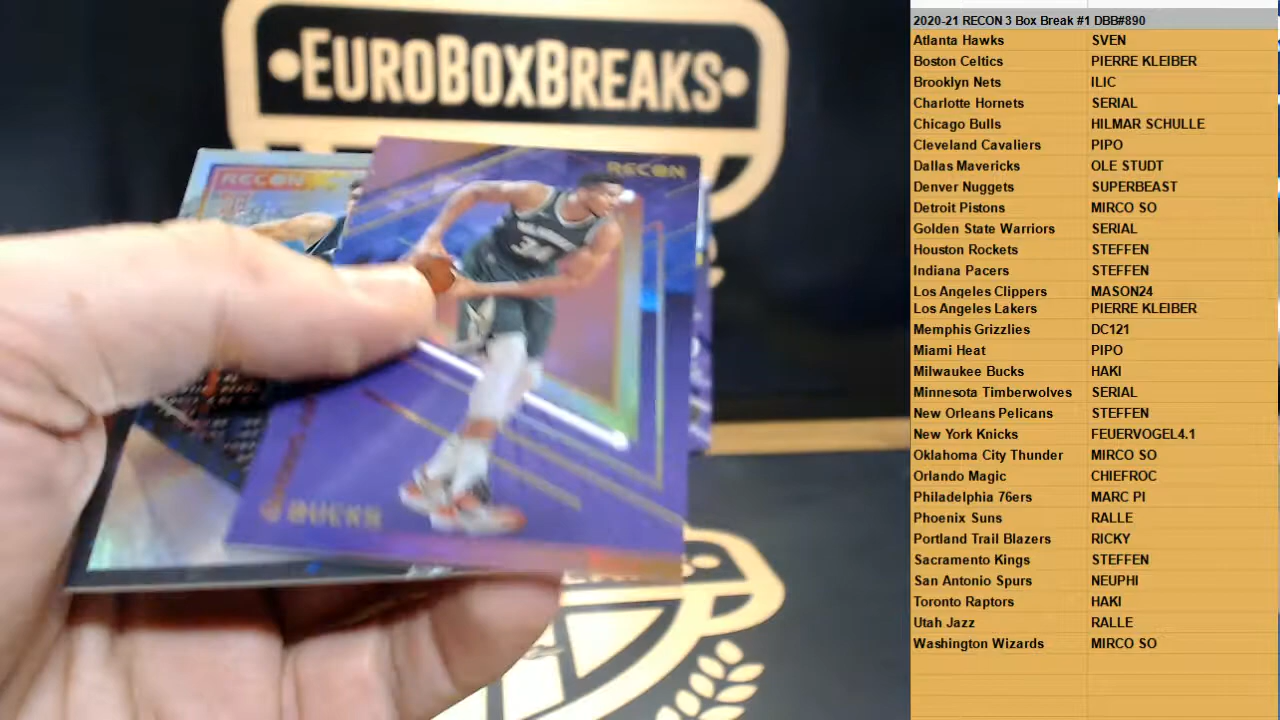 EUROBOXBREAKS
RECON
RECON
34
BUCKS
2020-21 RECON 3 Box Break #1 DBB#890
Atlanta Hawks SVEN
Boston Celtics PIERRE KLEIBER
Brooklyn Nets ILIC
Charlotte Hornets SERIAL
Chicago Bulls HILMAR SCHULLE
Cleveland Cavaliers PIPO
Dallas Mavericks OLE STUDT
Denver Nuggets SUPERBEAST
Detroit Pistons MIRCO SO
Golden State Warriors SERIAL
Houston Rockets STEFFEN
Indiana Pacers STEFFEN
Los Angeles Clippers MASON24
Los Angeles Lakers PIERRE KLEIBER
Memphis Grizzlies DC121
Miami Heat PIPO
Milwaukee Bucks HAKI
Minnesota Timberwolves SERIAL
New Orleans Pelicans STEFFEN
New York Knicks FEUERVOGEL4.1
Oklahoma City Thunder MIRCO SO
Orlando Magic CHIEFROC
Philadelphia 76ers MARC PI
Phoenix Suns RALLE
Portland Trail Blazers RICKY
Sacramento Kings STEFFEN
San Antonio Spurs NEUPHI
Toronto Raptors HAKI
Utah Jazz RALLE
Washington Wizards MIRCO SO